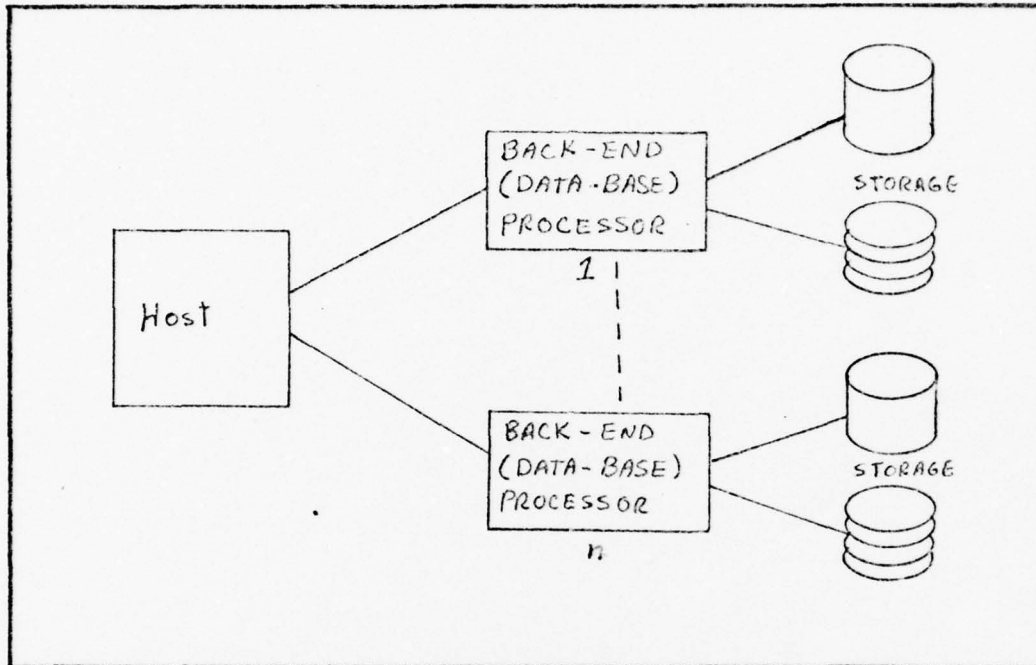 BACK-END
(DATA-BASE)
PROCESSOR
1
STORAGE
Host
BACK-END
(DATA-BASE)
PROCESSOR
n
STORAGE